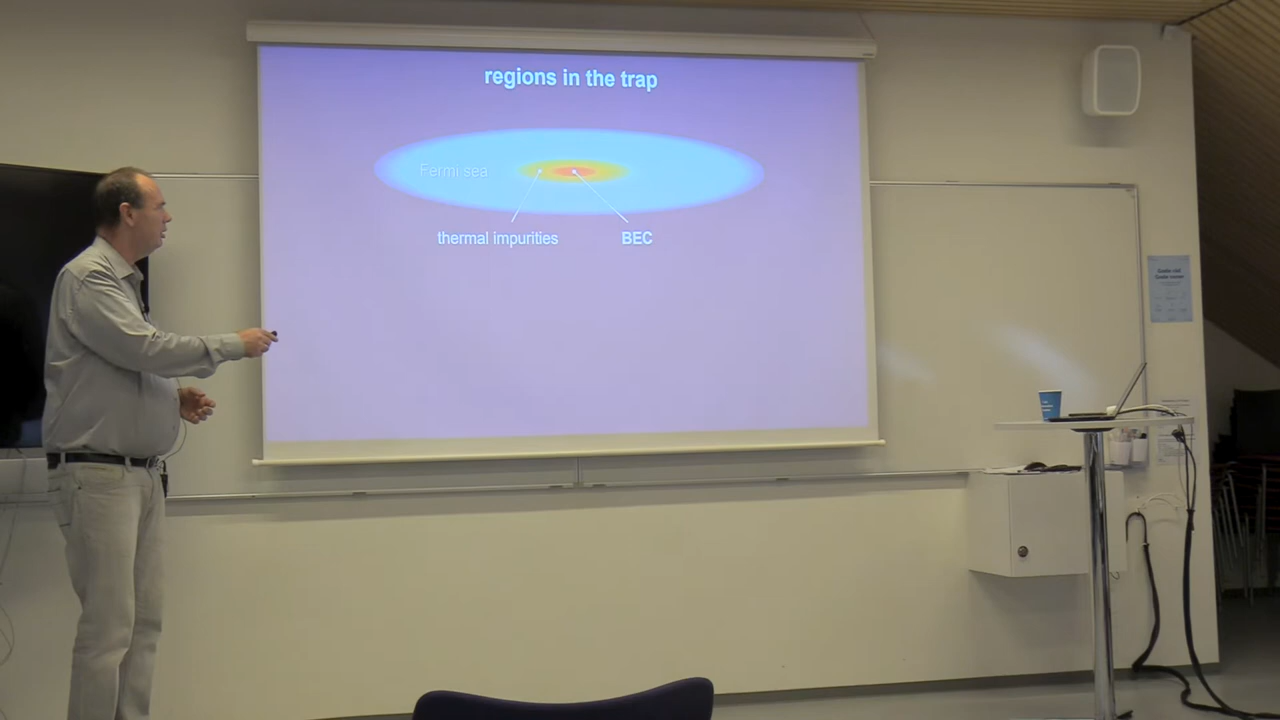 regions in the trap
Fermi sea
thermal impurities
BEC